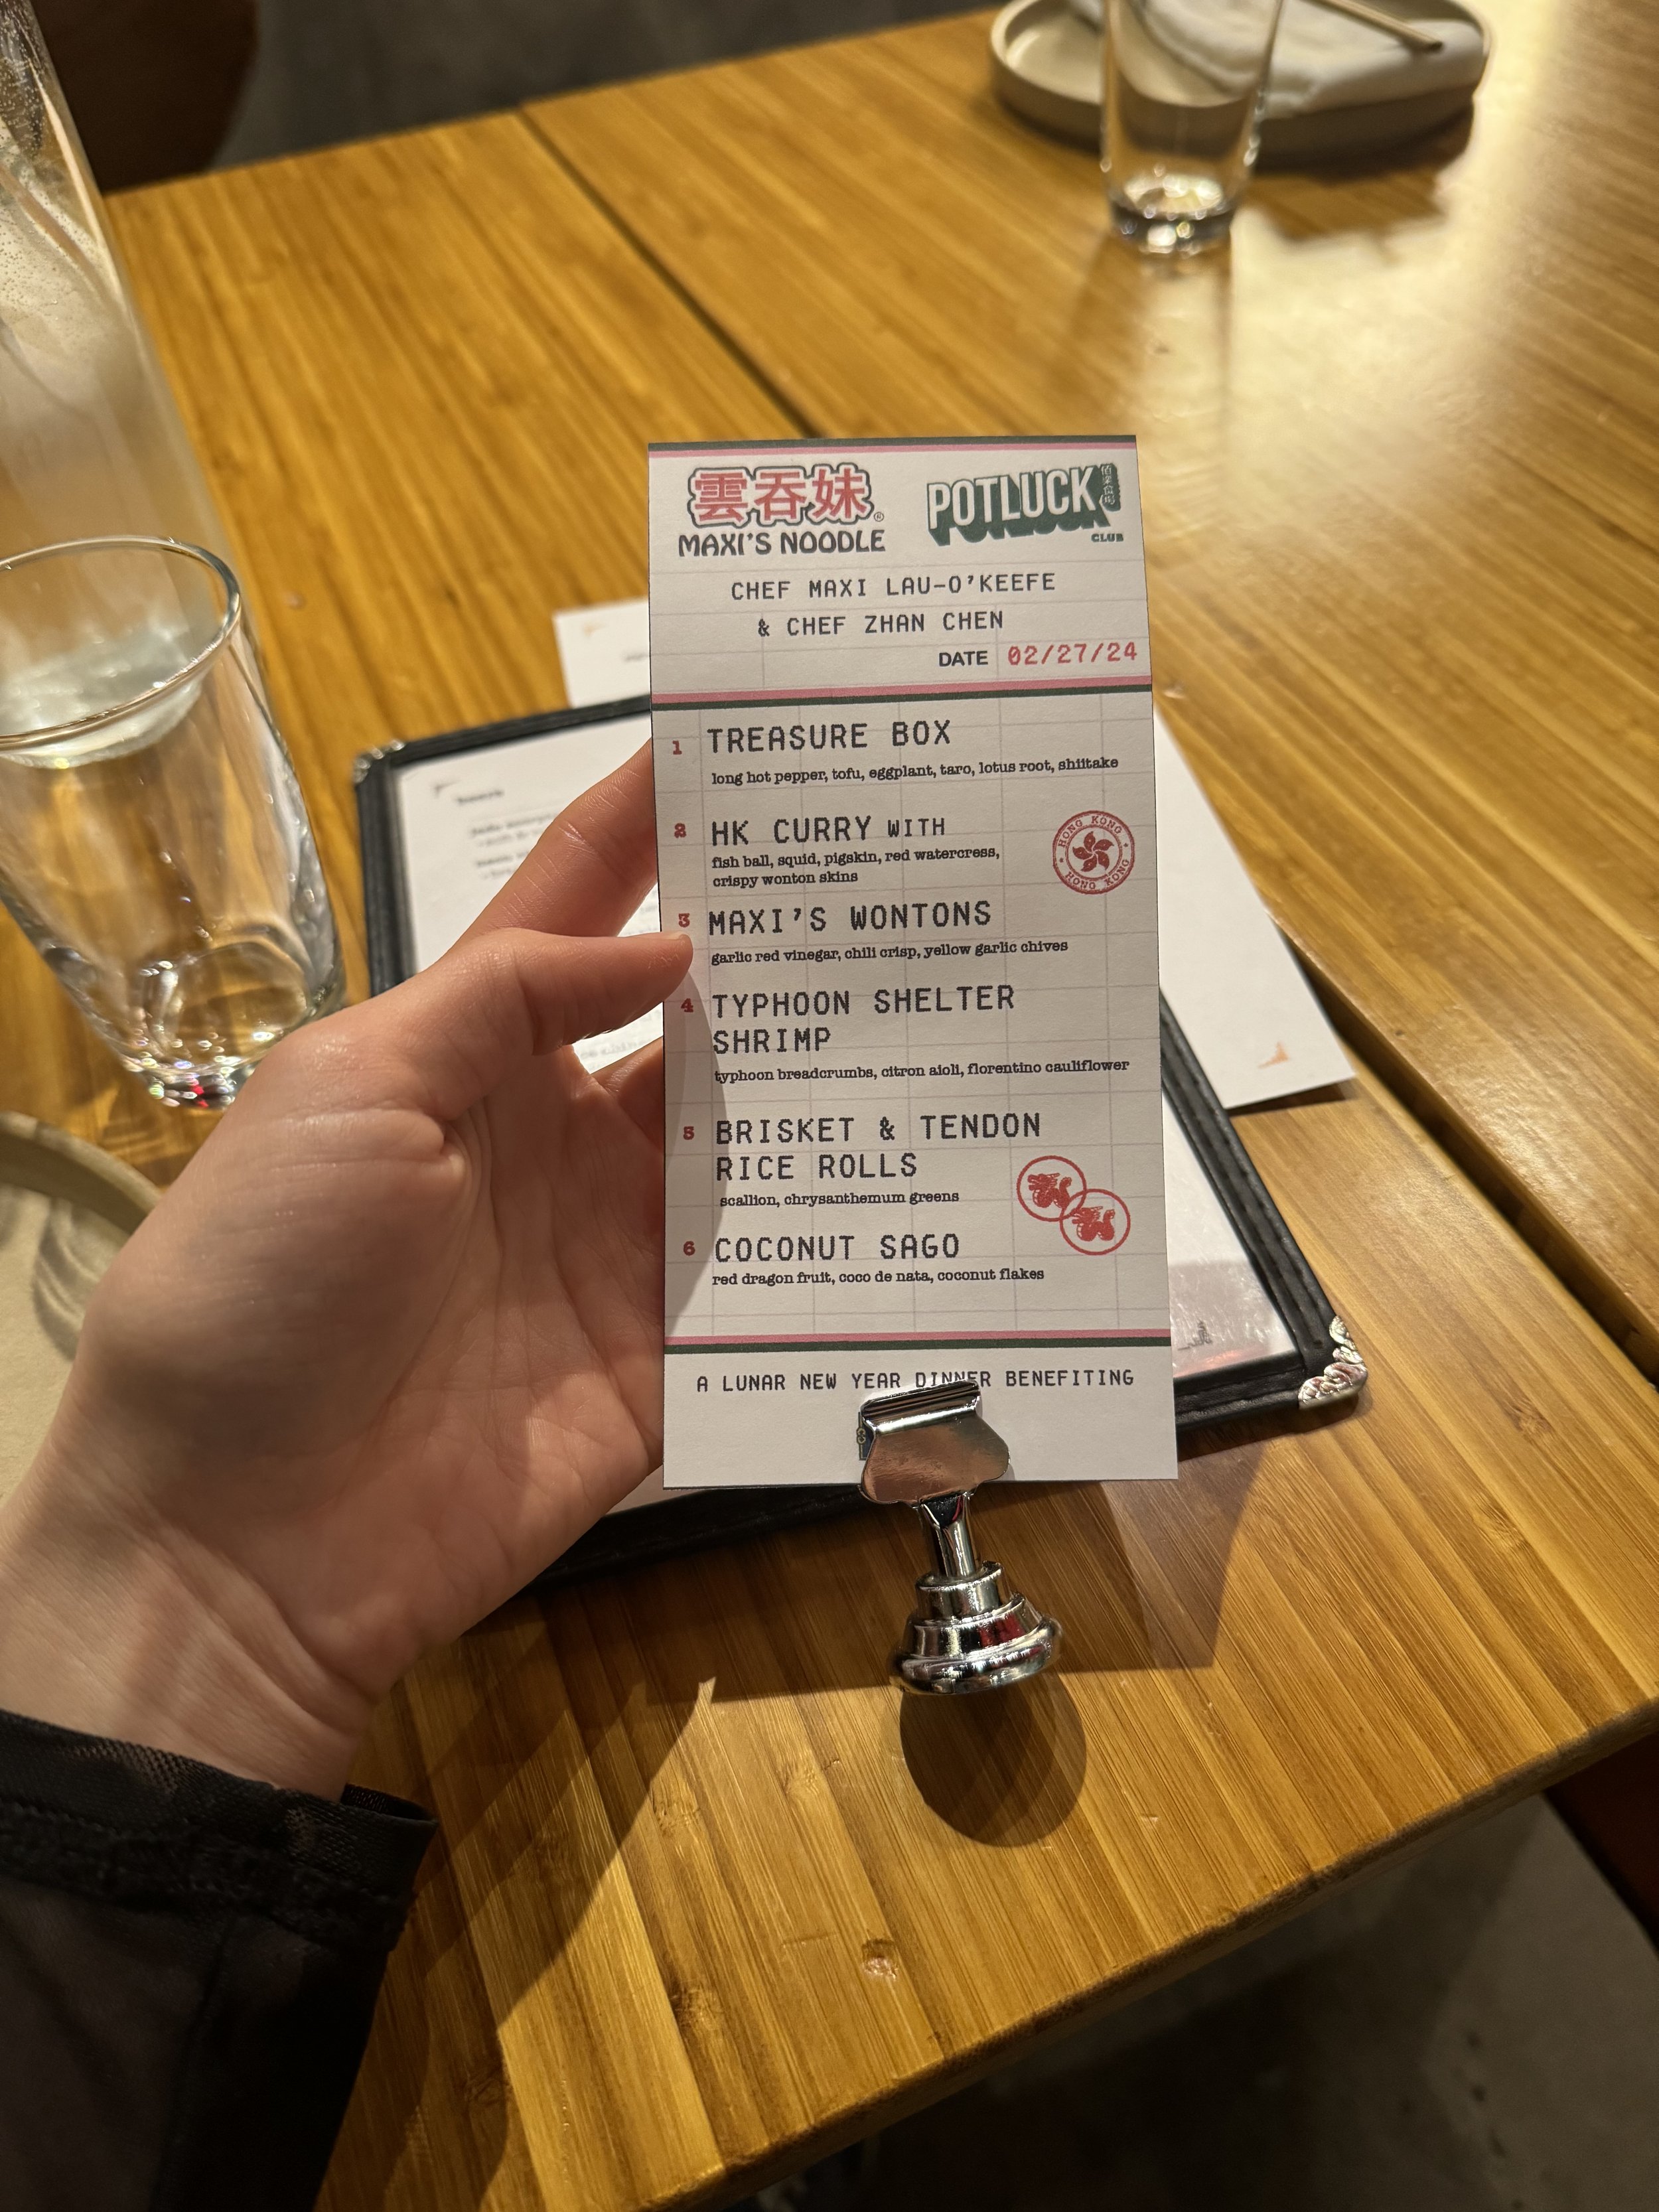 雲吞妹®
MAXI'S NOODLE
POTLUCK
CLUB
CHEF MAXI LAU-O'KEEFE
& CHEF ZHAN CHEN
DATE 02/27/24
1 TREASURE BOX
long hot pepper, tofu, eggplant, taro, lotus root, shiitake
2 HK CURRY WITH
fish ball, squid, pigskin, red watercress,
crispy wonton skins
HONG KONG
HONG KONG
3 MAXI'S WONTONS
garlic red vinegar, chili crisp, yellow garlic chives
4 TYPHOON SHELTER
SHRIMP
typhoon breadcrumbs, citron aioli, florentino cauliflower
5 BRISKET & TENDON
RICE ROLLS
scallion, chrysanthemum greens
6 COCONUT SAGO
red dragon fruit, coco de nata, coconut flakes
A LUNAR NEW YEAR DINNER BENEFITING